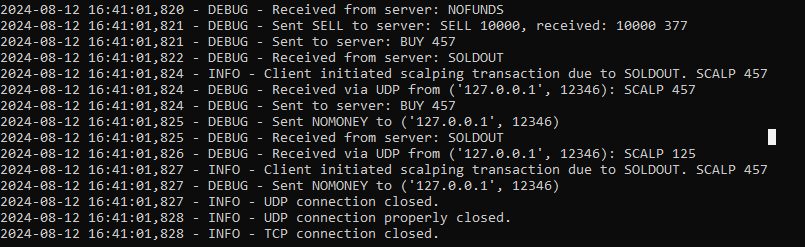 2024-08-12 16:41:01,820 - DEBUG - Received from server: NOFUNDS
2024-08-12 16:41:01,821 - DEBUG - Sent SELL to server: SELL 10000, received: 10000 377
2024-08-12 16:41:01,821 - DEBUG - Sent to server: BUY 457
2024-08-12 16:41:01,822 - DEBUG - Received from server: SOLDOUT
2024-08-12 16:41:01,824 - INFO - Client initiated scalping transaction due to SOLDOUT. SCALP 457
2024-08-12 16:41:01,824 - DEBUG - Received via UDP from ('127.0.0.1', 12346): SCALP 457
2024-08-12 16:41:01,824 - DEBUG - Sent to server: BUY 457
2024-08-12 16:41:01,825 - DEBUG - Sent NOMONEY to ('127.0.0.1', 12346)
2024-08-12 16:41:01,825 - DEBUG - Received from server: SOLDOUT
2024-08-12 16:41:01,826 - DEBUG - Received via UDP from ('127.0.0.1', 12346): SCALP 125
2024-08-12 16:41:01,827 - INFO - Client initiated scalping transaction due to SOLDOUT. SCALP 457
2024-08-12 16:41:01,827 - DEBUG - Sent NOMONEY to ('127.0.0.1', 12346)
2024-08-12 16:41:01,827 - INFO - UDP connection closed.
2024-08-12 16:41:01,828 - INFO - UDP connection properly closed.
2024-08-12 16:41:01,828 - INFO - TCP connection closed.